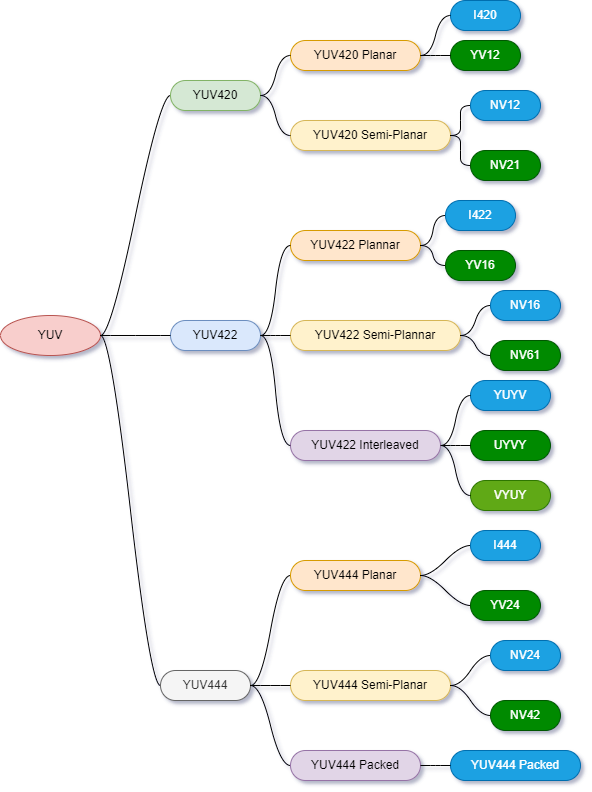 YUV
YUV420
YUV420 Planar
I420
YV12
YUV420 Semi-Planar
NV12
NV21
YUV422
YUV422 Plannar
I422
YV16
YUV422 Semi-Plannar
NV16
NV61
YUV422 Interleaved
YUYV
UYVY
VYUY
YUV444
YUV444 Planar
I444
YV24
YUV444 Semi-Planar
NV24
NV42
YUV444 Packed
YUV444 Packed